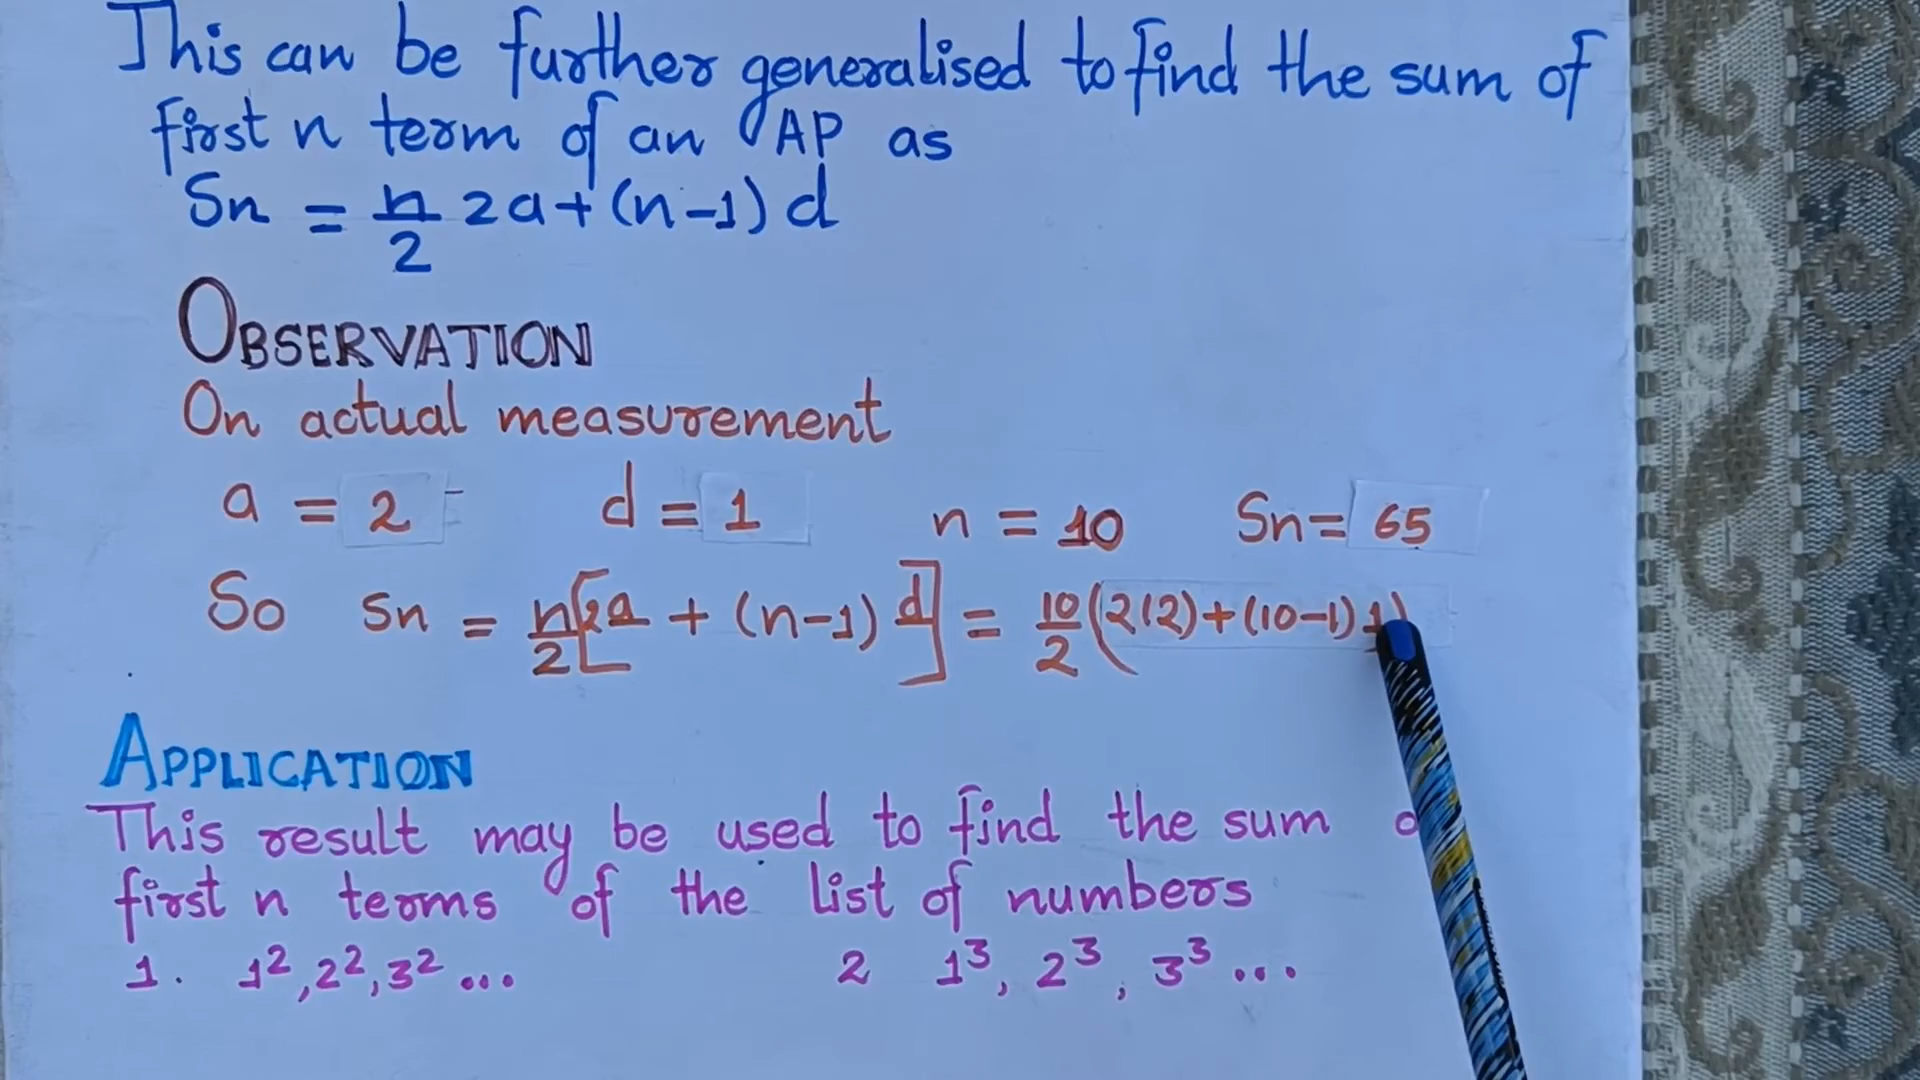 This can be further generalised to find the sum of
first n term of an AP as
Sn = n/2 2a+(n-1)d
OBSERVATION
On actual measurement
a = 2 d = 1 n = 10 Sn = 65
So Sn = n/2[2a + (n-1)d] = 10/2(2(2)+(10-1)1)
APPLICATION
This result may be used to find the sum
first n terms of the list of numbers
1. 1², 2², 3² ... 2 1³, 2³, 3³ ...